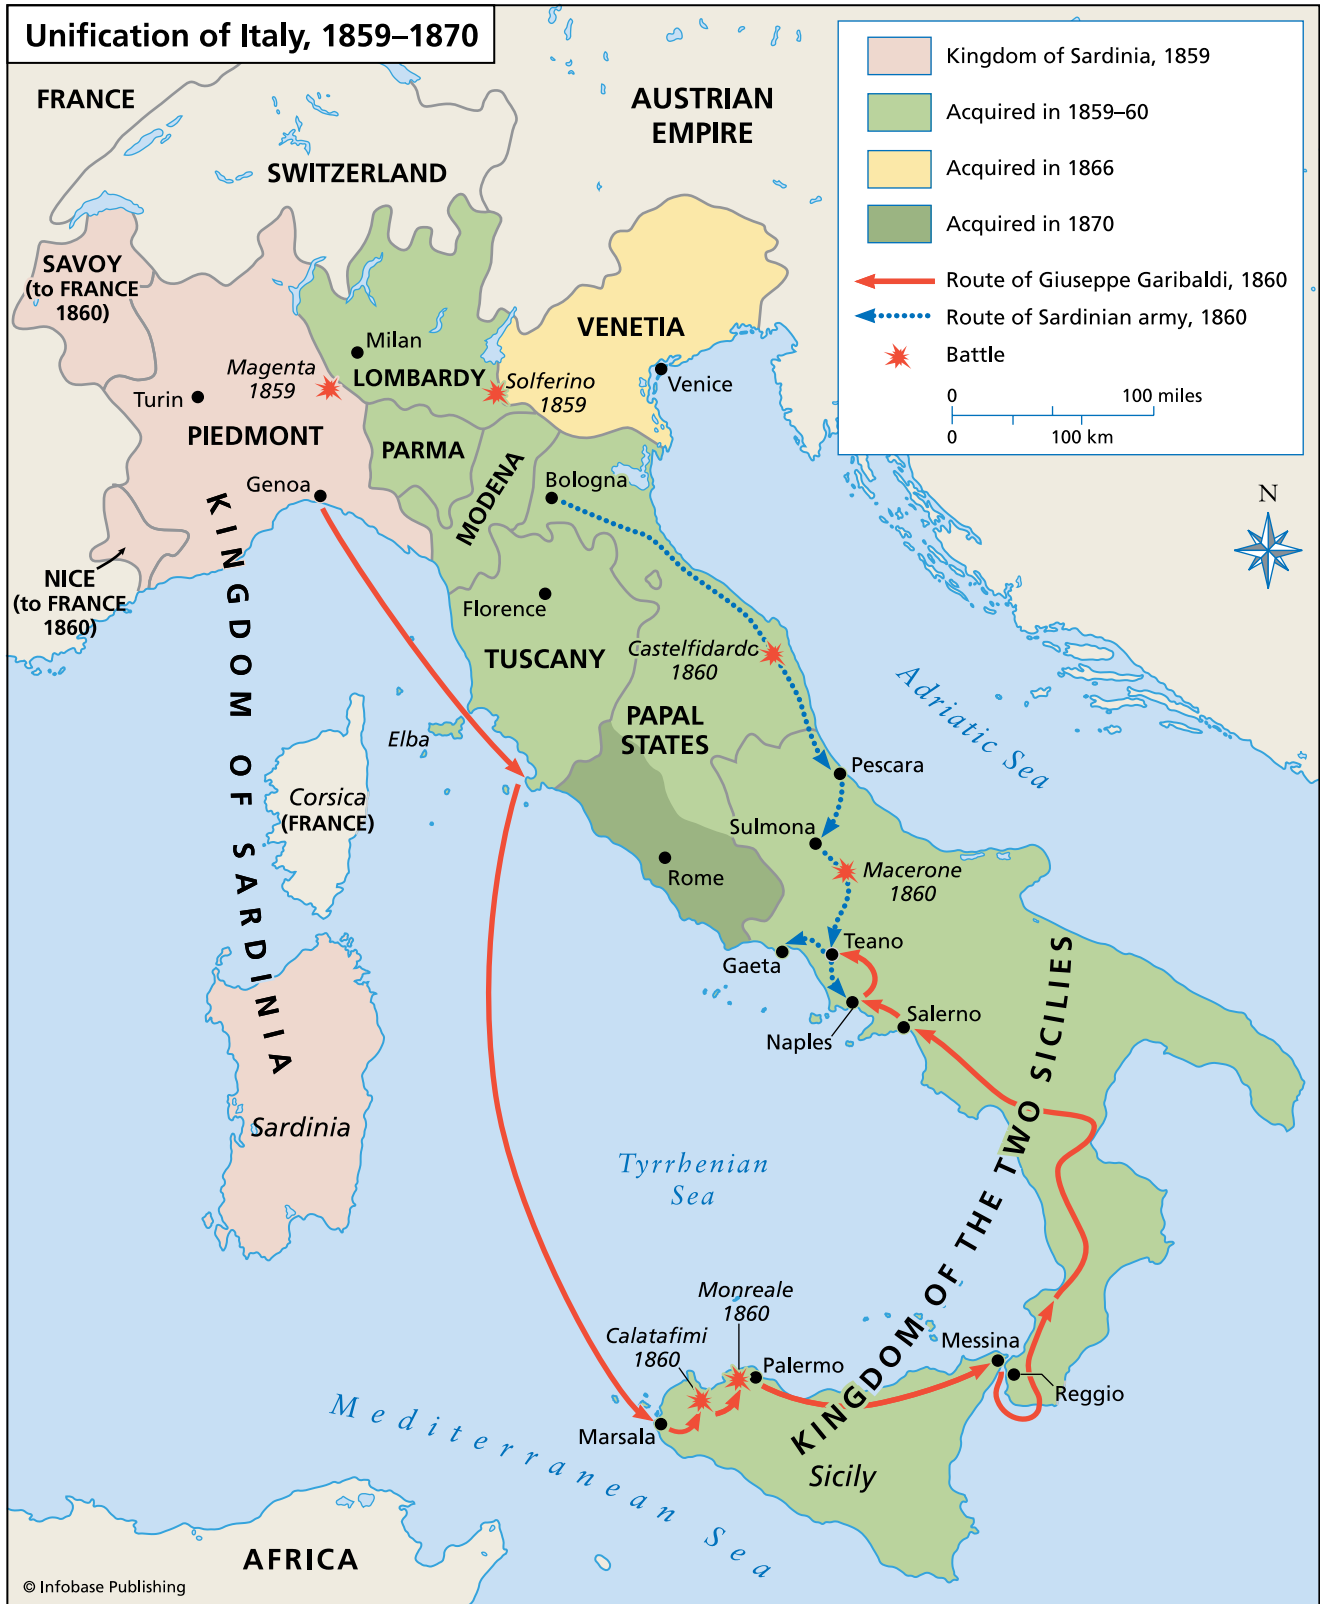 Unification of Italy, 1859–1870
Kingdom of Sardinia, 1859
Acquired in 1859–60
Acquired in 1866
Acquired in 1870
Route of Giuseppe Garibaldi, 1860
Route of Sardinian army, 1860
Battle
0 100 miles
0 100 km
N
FRANCE
AUSTRIAN
EMPIRE
SWITZERLAND
SAVOY
(to FRANCE
1860)
VENETIA
Milan
Magenta
1859
LOMBARDY
Solferino
1859
Venice
Turin
PIEDMONT
PARMA
MODENA
Genoa
Bologna
NICE
(to FRANCE
1860)
Florence
TUSCANY
Castelfidardo
1860
PAPAL
STATES
Elba
Adriatic Sea
Pescara
Corsica
(FRANCE)
Sulmona
Rome
Macerone
1860
Teano
Gaeta
Naples
Salerno
KINGDOM OF SARDINIA
Sardinia
Tyrrhenian
Sea
KINGDOM OF THE TWO SICILIES
Monreale
1860
Calatafimi
1860
Palermo
Messina
Reggio
Marsala
Sicily
Mediterranean Sea
AFRICA
© Infobase Publishing